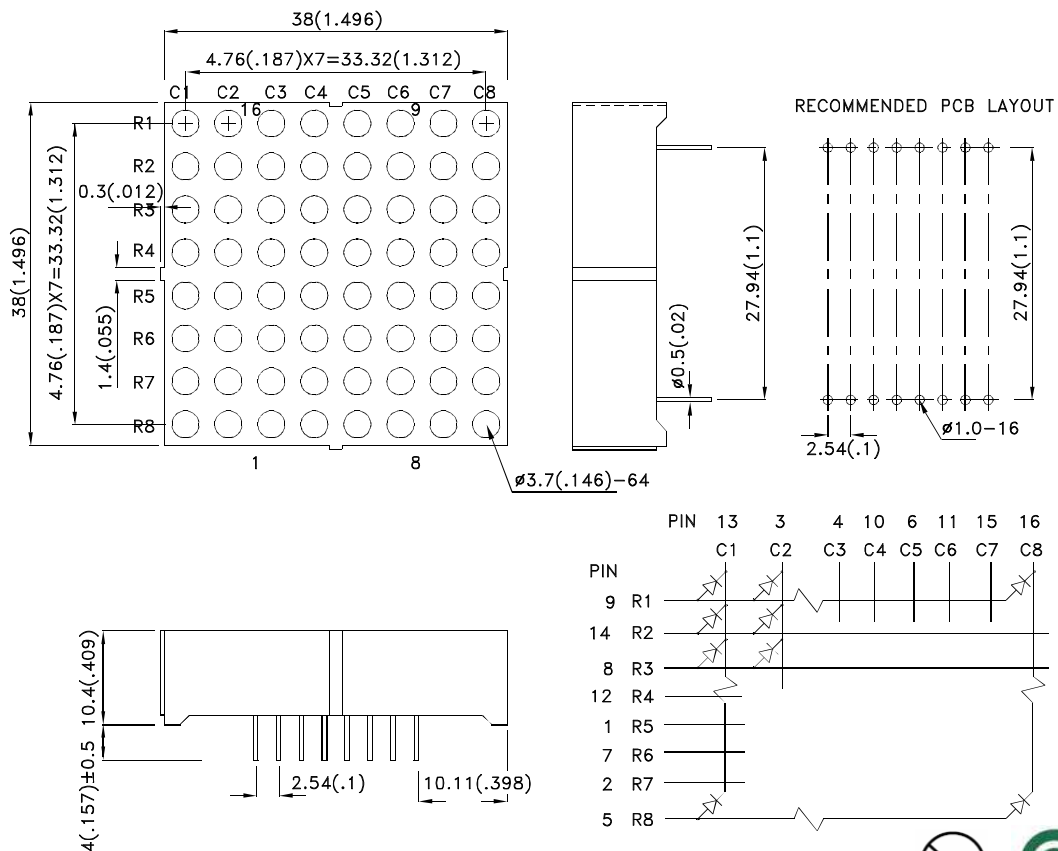 38(1.496)
4.76(.187)X7=33.32(1.312)
C1 C2 C3 C4 C5 C6 C7 C8
16 9
R1
R2
R3
R4
R5
R6
R7
R8
0.3(.012)
38(1.496)
4.76(.187)X7=33.32(1.312)
1.4(.055)
1 8
ø3.7(.146)-64
ø0.5(.02)
27.94(1.1)
RECOMMENDED PCB LAYOUT
27.94(1.1)
ø1.0-16
2.54(.1)
10.4(.409)
4(.157)±0.5
2.54(.1)
10.11(.398)
PIN 13 3 4 10 6 11 15 16
C1 C2 C3 C4 C5 C6 C7 C8
PIN
9 R1
14 R2
8 R3
12 R4
1 R5
7 R6
2 R7
5 R8